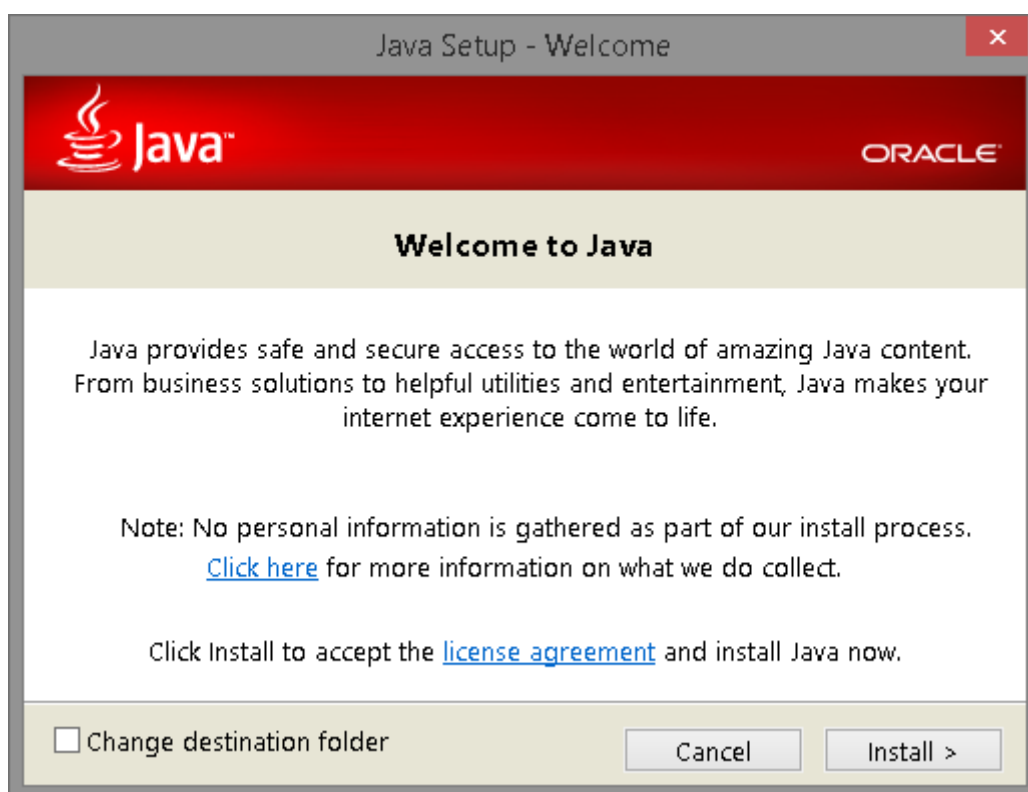 Java Setup - Welcome
×
Java™
ORACLE
Welcome to Java
Java provides safe and secure access to the world of amazing Java content.
From business solutions to helpful utilities and entertainment, Java makes your
internet experience come to life.
Note: No personal information is gathered as part of our install process.
Click here for more information on what we do collect.
Click Install to accept the license agreement and install Java now.
Change destination folder
Cancel
Install >